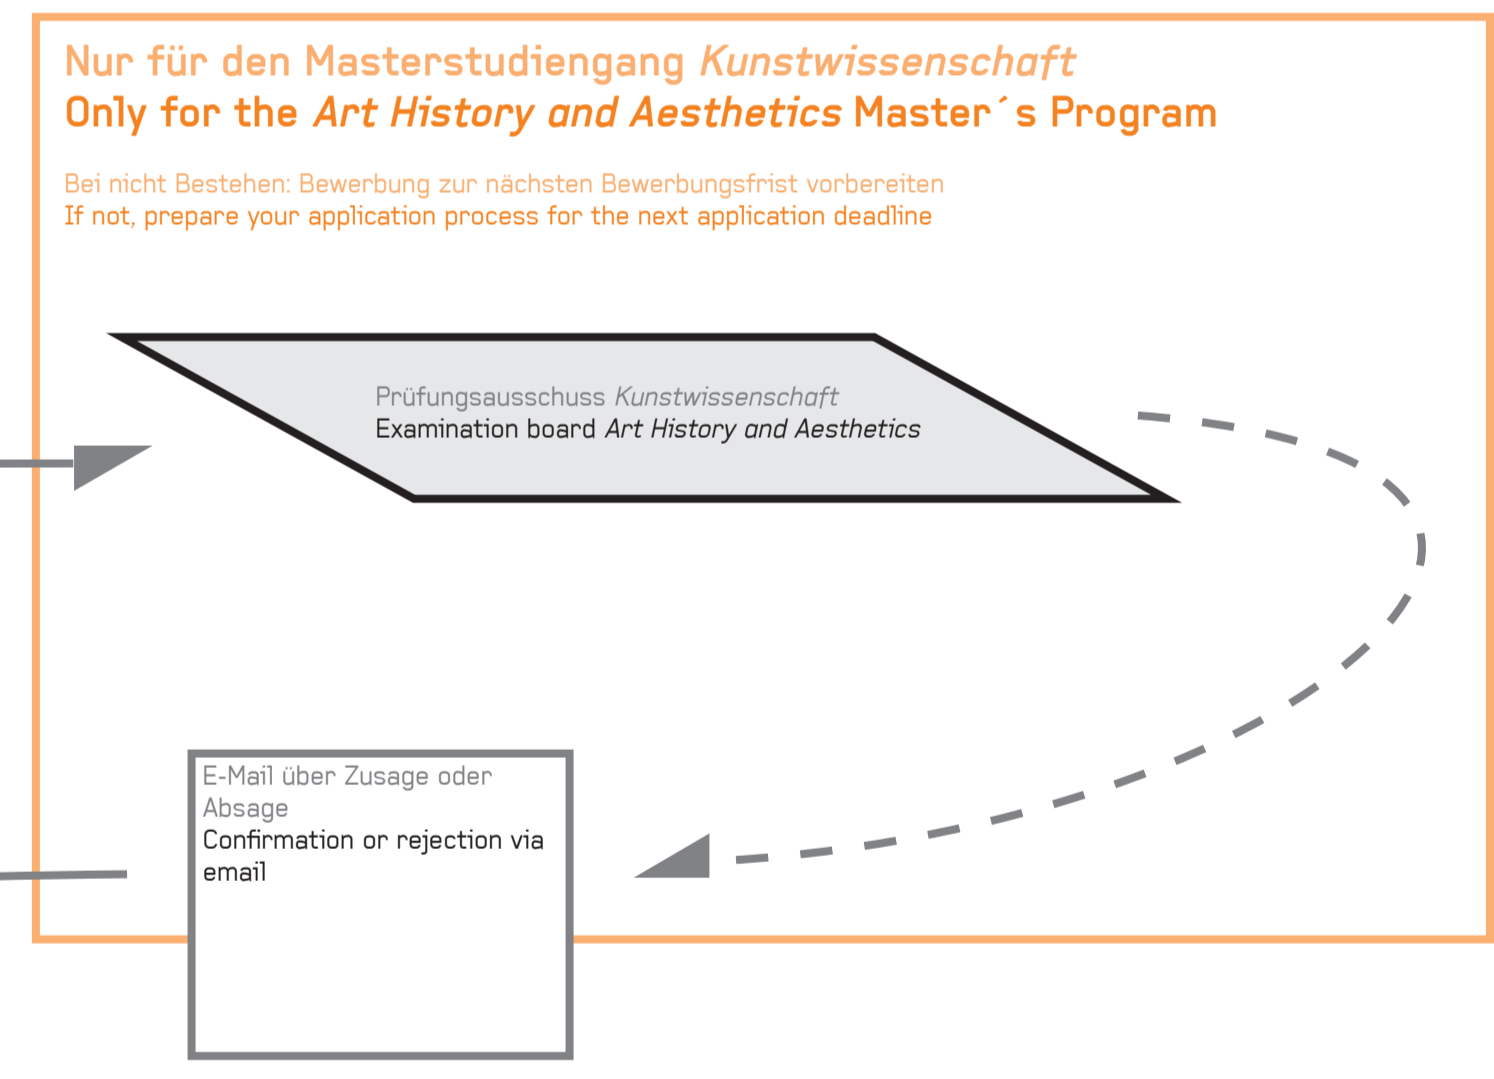 Nur für den Masterstudiengang Kunstwissenschaft
Only for the Art History and Aesthetics Master´s Program
Bei nicht Bestehen: Bewerbung zur nächsten Bewerbungsfrist vorbereiten
If not, prepare your application process for the next application deadline
Prüfungsausschuss Kunstwissenschaft
Examination board Art History and Aesthetics
E-Mail über Zusage oder
Absage
Confirmation or rejection via
email